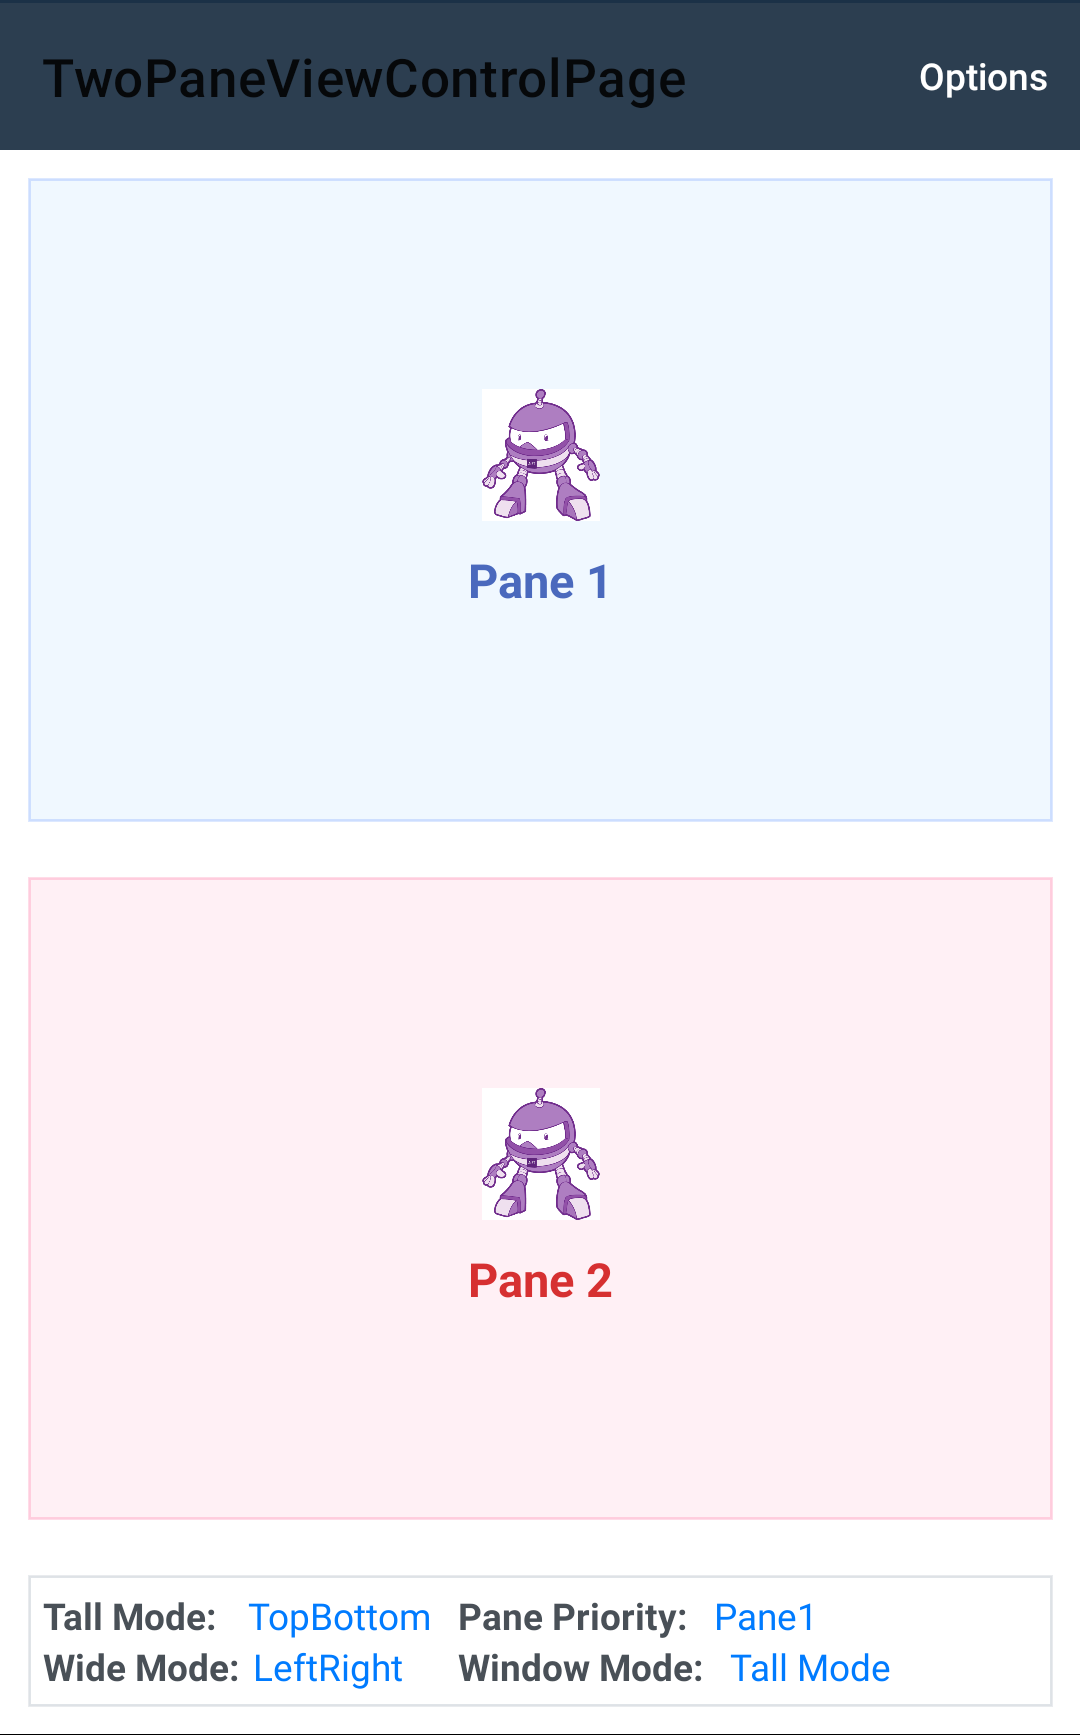 TwoPaneViewControlPage Options
Pane 1
Pane 2
Tall Mode: TopBottom Pane Priority: Pane1
Wide Mode: LeftRight Window Mode: Tall Mode